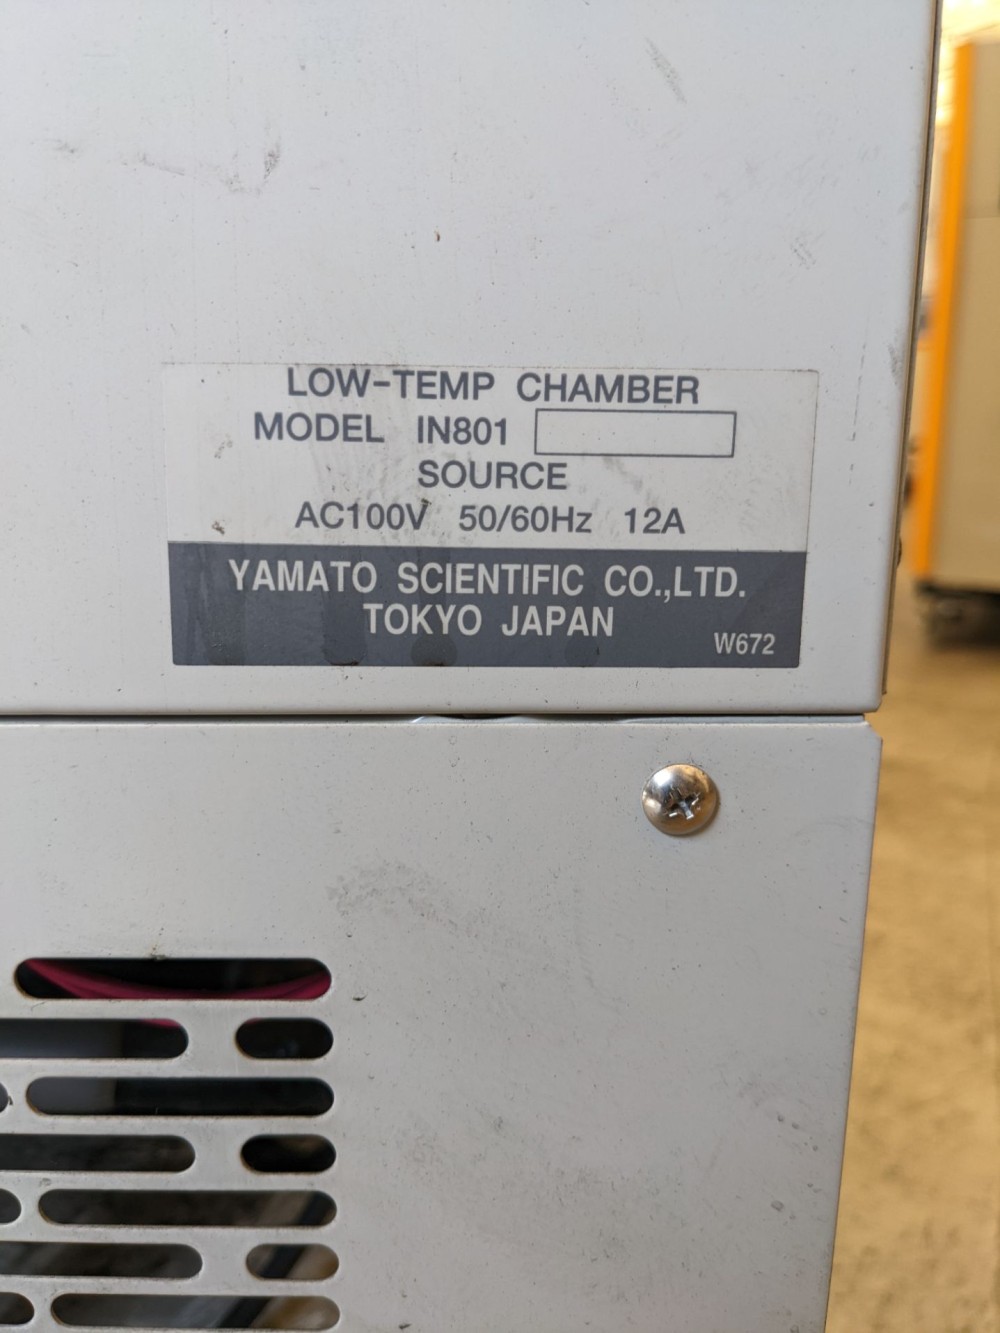 LOW-TEMP CHAMBER
MODEL IN801
SOURCE
AC100V 50/60Hz 12A
YAMATO SCIENTIFIC CO.,LTD.
TOKYO JAPAN
W672